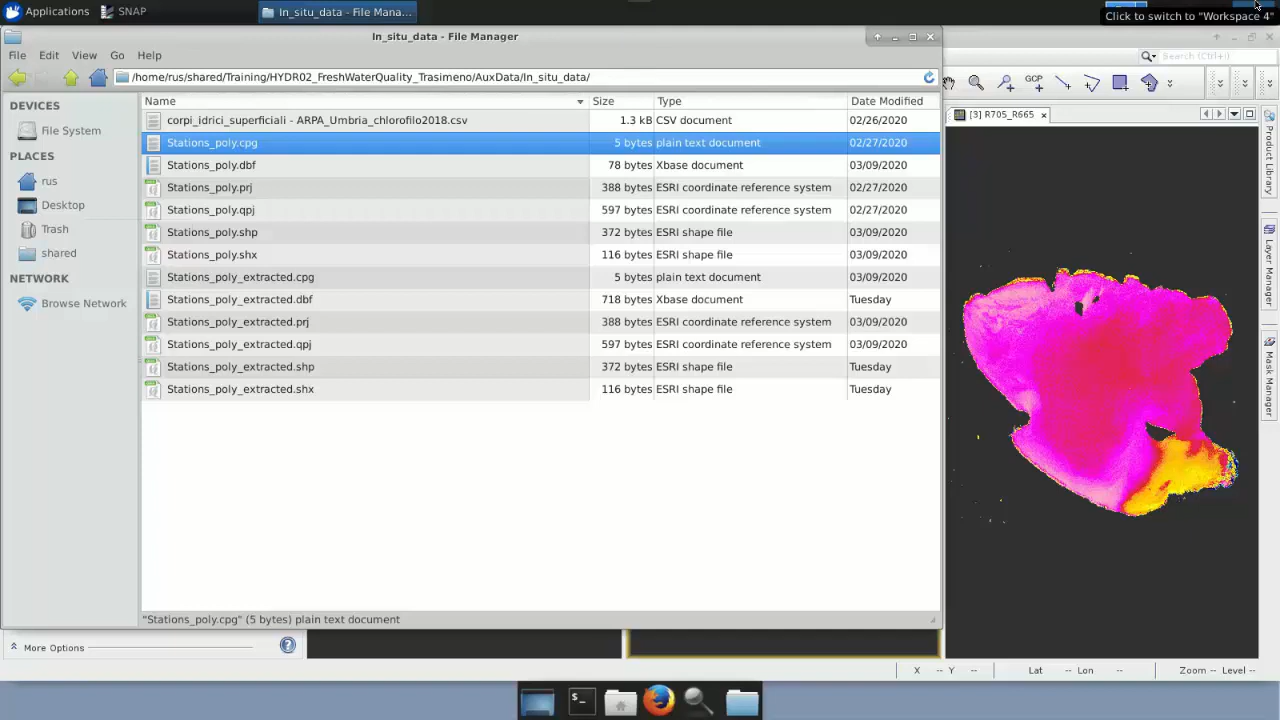 Applications
SNAP
In_situ_data - File Mana...
Click to switch to "Workspace 4"
In_situ_data - File Manager
File Edit View Go Help
/home/rus/shared/Training/HYDR02_FreshWaterQuality_Trasimeno/AuxData/In_situ_data/
Search (Ctrl+I)
GCP
DEVICES
File System
PLACES
rus
Desktop
Trash
shared
NETWORK
Browse Network
Name Size Type Date Modified
corpi_idrici_superficiali - ARPA_Umbria_chlorofilo2018.csv 1.3 kB CSV document 02/26/2020
Stations_poly.cpg 5 bytes plain text document 02/27/2020
Stations_poly.dbf 78 bytes Xbase document 03/09/2020
Stations_poly.prj 388 bytes ESRI coordinate reference system 02/27/2020
Stations_poly.qpj 597 bytes ESRI coordinate reference system 02/27/2020
Stations_poly.shp 372 bytes ESRI shape file 03/09/2020
Stations_poly.shx 116 bytes ESRI shape file 03/09/2020
Stations_poly_extracted.cpg 5 bytes plain text document 03/09/2020
Stations_poly_extracted.dbf 718 bytes Xbase document Tuesday
Stations_poly_extracted.prj 388 bytes ESRI coordinate reference system 03/09/2020
Stations_poly_extracted.qpj 597 bytes ESRI coordinate reference system 03/09/2020
Stations_poly_extracted.shp 372 bytes ESRI shape file Tuesday
Stations_poly_extracted.shx 116 bytes ESRI shape file Tuesday
"Stations_poly.cpg" (5 bytes) plain text document
[3] R705_R665
Product Library
Layer Manager
Mask Manager
More Options
X -- Y -- Lat -- Lon -- Zoom -- Level --